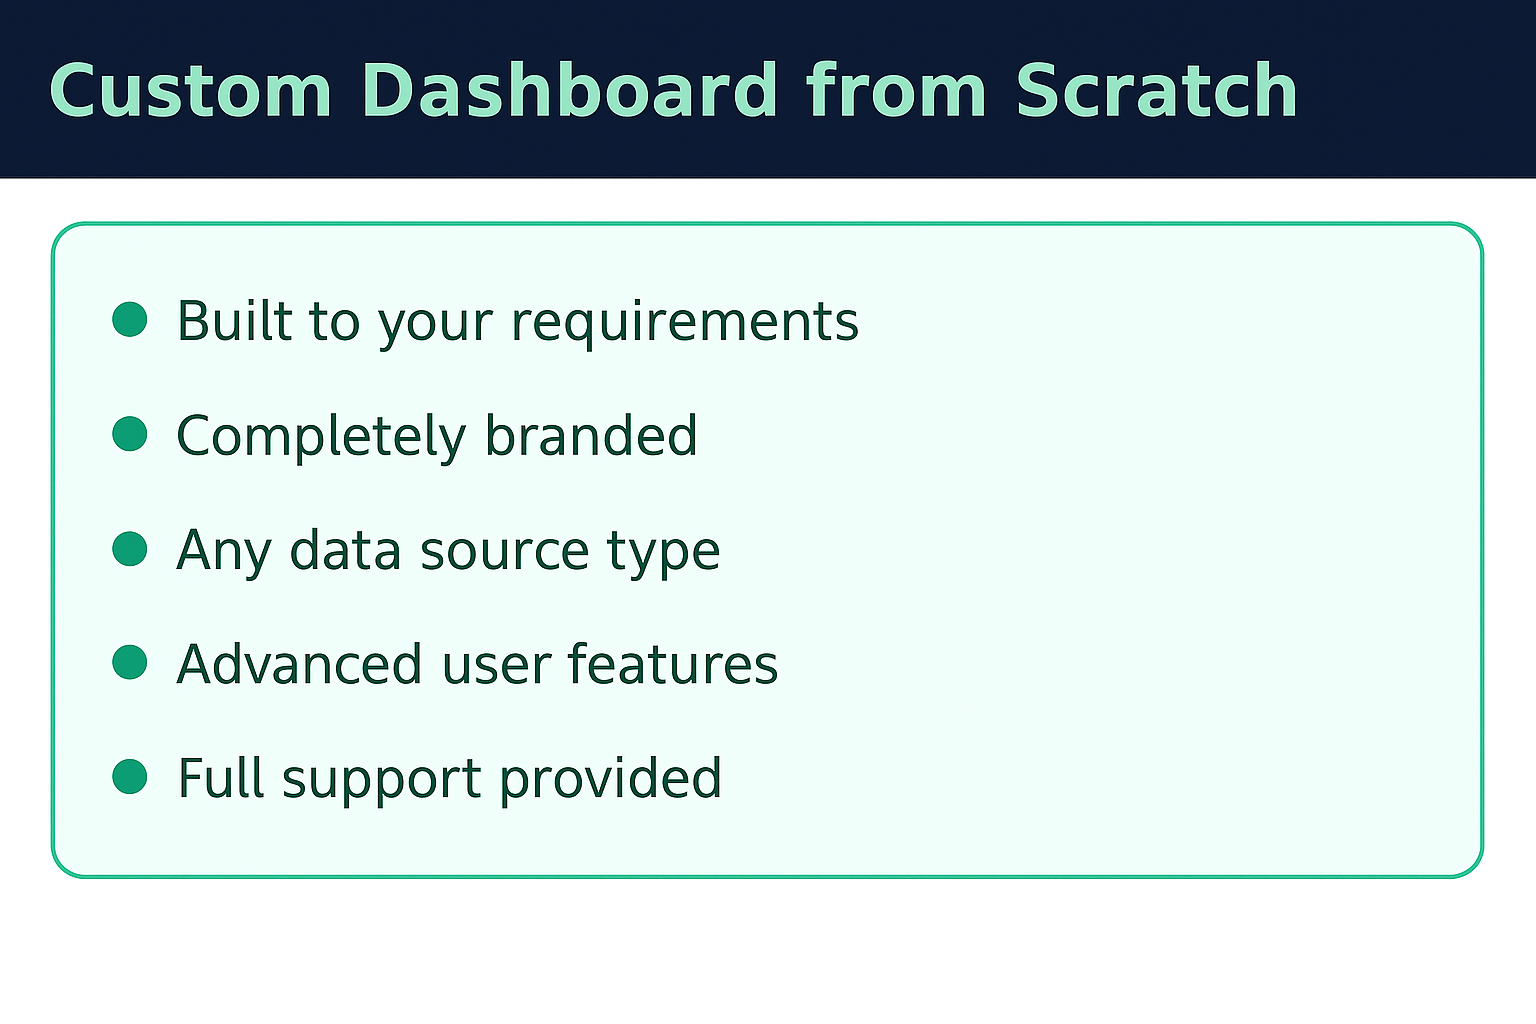 Custom Dashboard from Scratch
Built to your requirements
Completely branded
Any data source type
Advanced user features
Full support provided